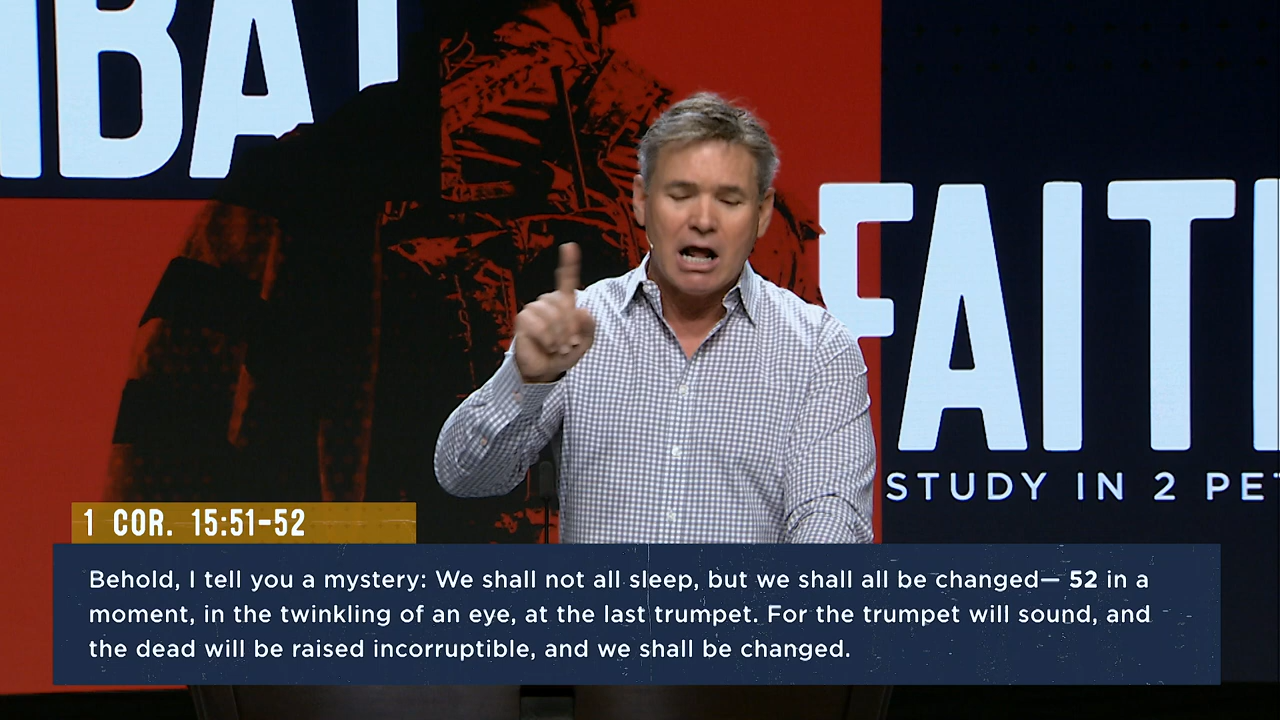 MBAT
FAITH
STUDY IN 2 PET
1 COR. 15:51-52
Behold, I tell you a mystery: We shall not all sleep, but we shall all be changed— 52 in a
moment, in the twinkling of an eye, at the last trumpet. For the trumpet will sound, and
the dead will be raised incorruptible, and we shall be changed.